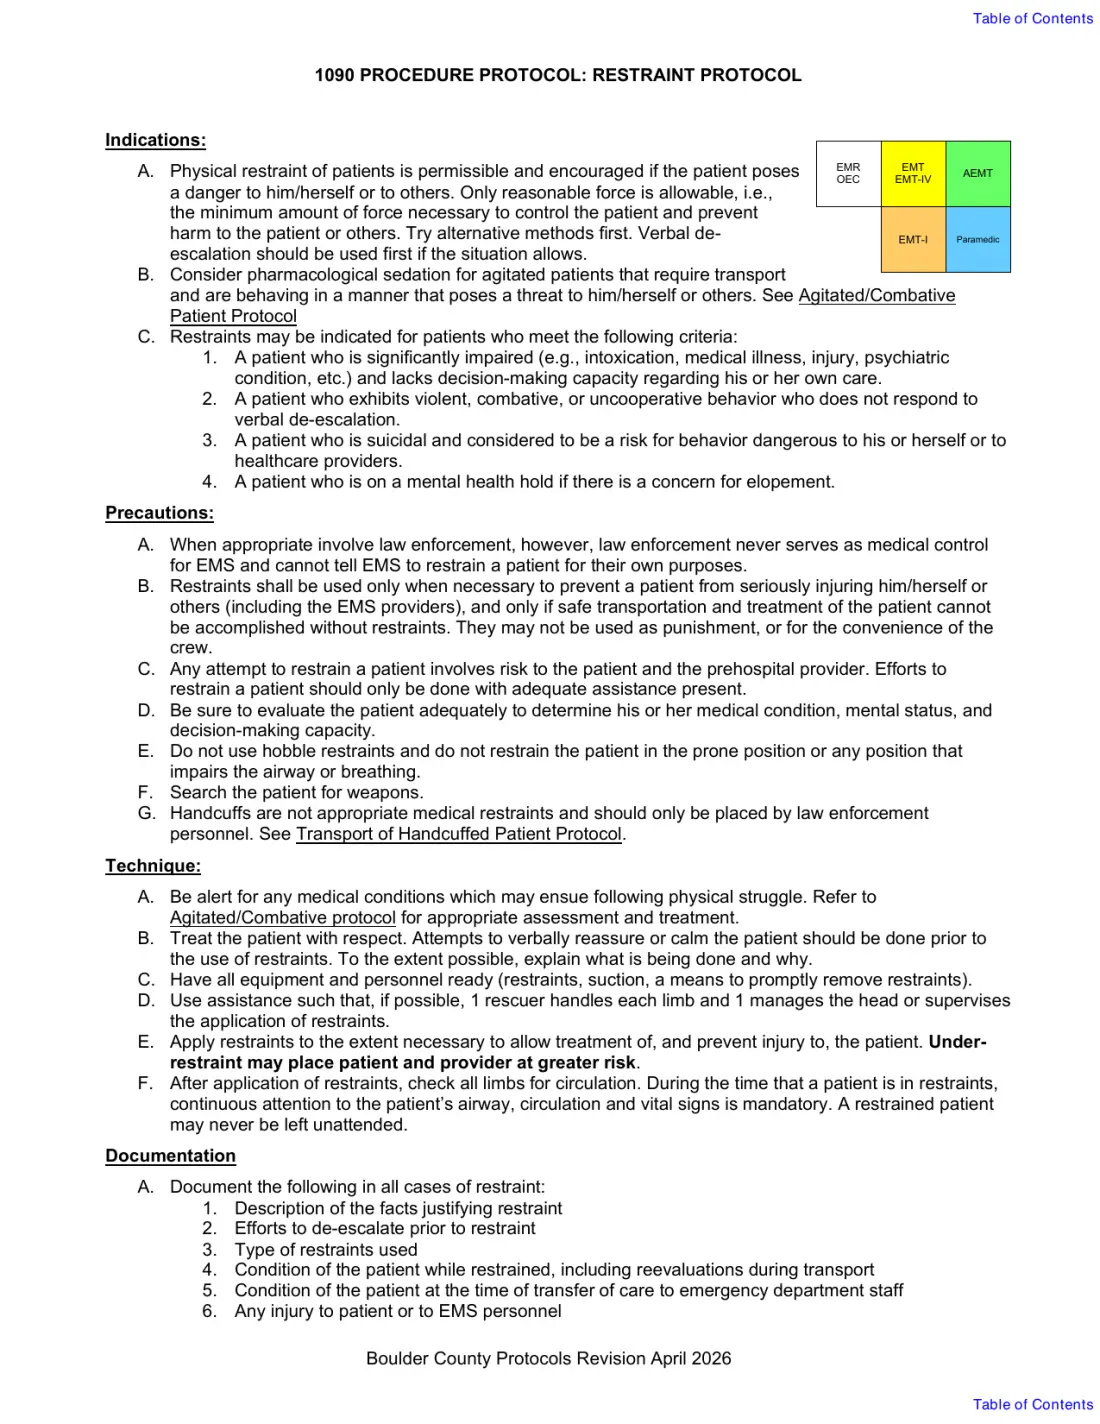 Table of Contents
1090 PROCEDURE PROTOCOL: RESTRAINT PROTOCOL
Indications:
EMR
OEC
EMT
EMT-IV
AEMT
EMT-I
Paramedic
A. Physical restraint of patients is permissible and encouraged if the patient poses
a danger to him/herself or to others. Only reasonable force is allowable, i.e.,
the minimum amount of force necessary to control the patient and prevent
harm to the patient or others. Try alternative methods first. Verbal de-
escalation should be used first if the situation allows.
B. Consider pharmacological sedation for agitated patients that require transport
and are behaving in a manner that poses a threat to him/herself or others. See Agitated/Combative
Patient Protocol
C. Restraints may be indicated for patients who meet the following criteria:
1. A patient who is significantly impaired (e.g., intoxication, medical illness, injury, psychiatric
condition, etc.) and lacks decision-making capacity regarding his or her own care.
2. A patient who exhibits violent, combative, or uncooperative behavior who does not respond to
verbal de-escalation.
3. A patient who is suicidal and considered to be a risk for behavior dangerous to his or herself or to
healthcare providers.
4. A patient who is on a mental health hold if there is a concern for elopement.
Precautions:
A. When appropriate involve law enforcement, however, law enforcement never serves as medical control
for EMS and cannot tell EMS to restrain a patient for their own purposes.
B. Restraints shall be used only when necessary to prevent a patient from seriously injuring him/herself or
others (including the EMS providers), and only if safe transportation and treatment of the patient cannot
be accomplished without restraints. They may not be used as punishment, or for the convenience of the
crew.
C. Any attempt to restrain a patient involves risk to the patient and the prehospital provider. Efforts to
restrain a patient should only be done with adequate assistance present.
D. Be sure to evaluate the patient adequately to determine his or her medical condition, mental status, and
decision-making capacity.
E. Do not use hobble restraints and do not restrain the patient in the prone position or any position that
impairs the airway or breathing.
F. Search the patient for weapons.
G. Handcuffs are not appropriate medical restraints and should only be placed by law enforcement
personnel. See Transport of Handcuffed Patient Protocol.
Technique:
A. Be alert for any medical conditions which may ensue following physical struggle. Refer to
Agitated/Combative protocol for appropriate assessment and treatment.
B. Treat the patient with respect. Attempts to verbally reassure or calm the patient should be done prior to
the use of restraints. To the extent possible, explain what is being done and why.
C. Have all equipment and personnel ready (restraints, suction, a means to promptly remove restraints).
D. Use assistance such that, if possible, 1 rescuer handles each limb and 1 manages the head or supervises
the application of restraints.
E. Apply restraints to the extent necessary to allow treatment of, and prevent injury to, the patient. Under-
restraint may place patient and provider at greater risk.
F. After application of restraints, check all limbs for circulation. During the time that a patient is in restraints,
continuous attention to the patient's airway, circulation and vital signs is mandatory. A restrained patient
may never be left unattended.
Documentation
A. Document the following in all cases of restraint:
1. Description of the facts justifying restraint
2. Efforts to de-escalate prior to restraint
3. Type of restraints used
4. Condition of the patient while restrained, including reevaluations during transport
5. Condition of the patient at the time of transfer of care to emergency department staff
6. Any injury to patient or to EMS personnel
Boulder County Protocols Revision April 2026
Table of Contents